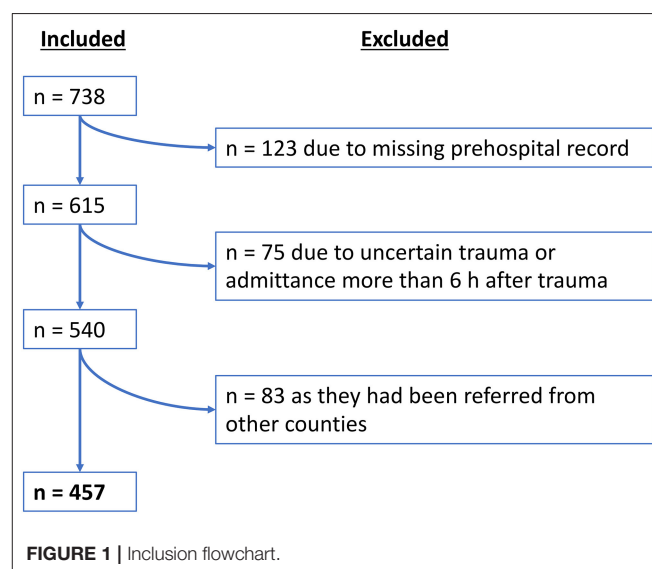 Included Excluded
n = 738
n = 123 due to missing prehospital record
n = 615
n = 75 due to uncertain trauma or
admittance more than 6 h after trauma
n = 540
n = 83 as they had been referred from
other counties
n = 457
FIGURE 1 | Inclusion flowchart.